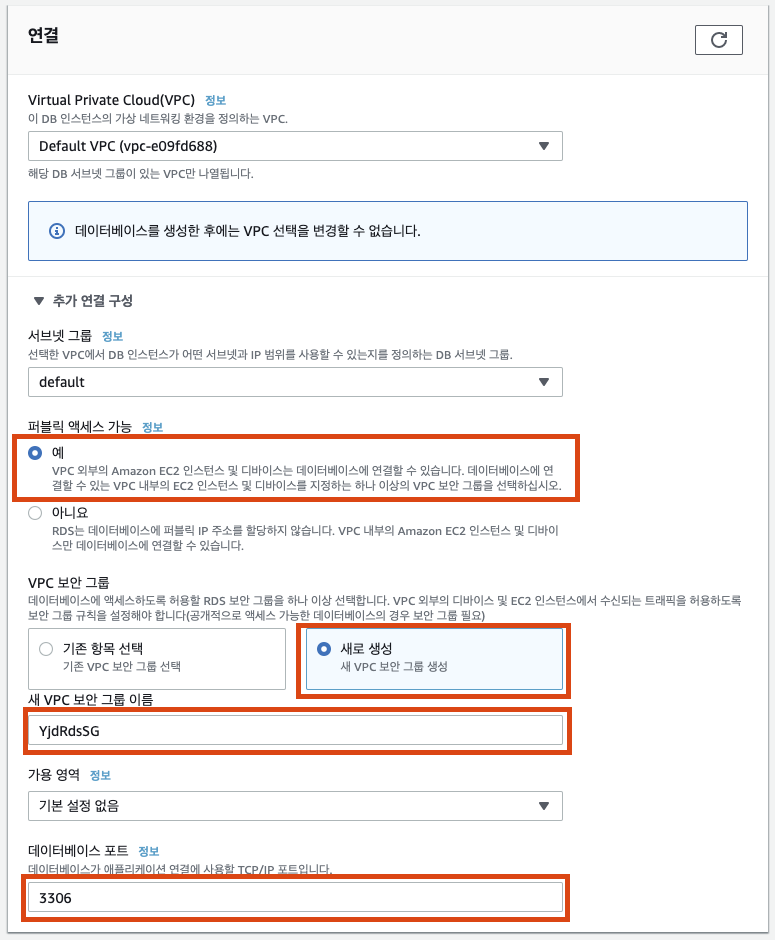 연결
Virtual Private Cloud(VPC) 정보
이 DB 인스턴스의 가상 네트워킹 환경을 정의하는 VPC.
Default VPC (vpc-e09fd688)
해당 DB 서브넷 그룹이 있는 VPC만 나열됩니다.
데이터베이스를 생성한 후에는 VPC 선택을 변경할 수 없습니다.
추가 연결 구성
서브넷 그룹 정보
선택한 VPC에서 DB 인스턴스가 어떤 서브넷과 IP 범위를 사용할 수 있는지를 정의하는 DB 서브넷 그룹.
default
퍼블릭 액세스 가능 정보
예
VPC 외부의 Amazon EC2 인스턴스 및 디바이스는 데이터베이스에 연결할 수 있습니다. 데이터베이스에 연
결할 수 있는 VPC 내부의 EC2 인스턴스 및 디바이스를 지정하는 하나 이상의 VPC 보안 그룹을 선택하십시오.
아니요
RDS는 데이터베이스에 퍼블릭 IP 주소를 할당하지 않습니다. VPC 내부의 Amazon EC2 인스턴스 및 디바이
스만 데이터베이스에 연결할 수 있습니다.
VPC 보안 그룹
데이터베이스에 액세스하도록 허용할 RDS 보안 그룹을 하나 이상 선택합니다. VPC 외부의 디바이스 및 EC2 인스턴스에서 수신되는 트래픽을 허용하도록
보안 그룹 규칙을 설정해야 합니다(공개적으로 액세스 가능한 데이터베이스의 경우 보안 그룹 필요)
기존 항목 선택
기존 VPC 보안 그룹 선택
새로 생성
새 VPC 보안 그룹 생성
새 VPC 보안 그룹 이름
YjdRdsSG
가용 영역 정보
기본 설정 없음
데이터베이스 포트 정보
데이터베이스가 애플리케이션 연결에 사용할 TCP/IP 포트입니다.
3306